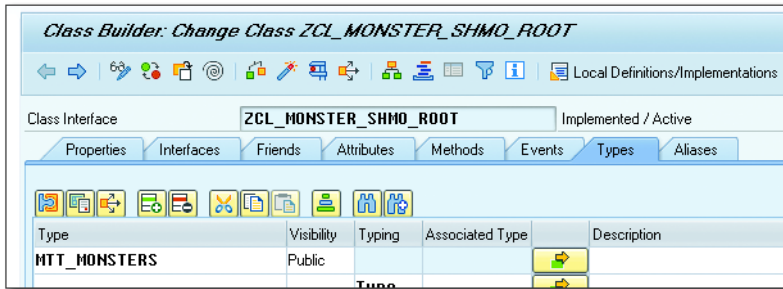 Class Builder: Change Class ZCL_MONSTER_SHMO_ROOT
Local Definitions/Implementations
Class Interface ZCL_MONSTER_SHMO_ROOT Implemented / Active
Properties Interfaces Friends Attributes Methods Events Types Aliases
Type Visibility Typing Associated Type Description
MTT_MONSTERS Public
Type